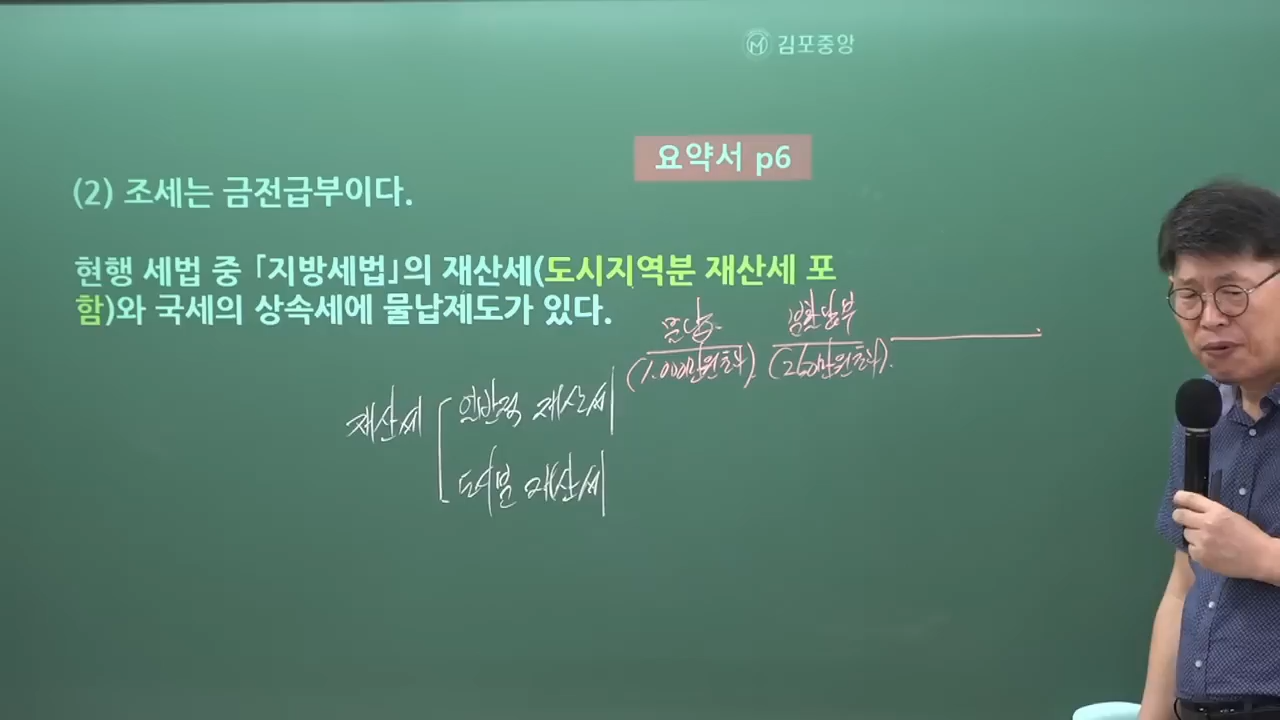 김포중앙
요약서 p6
(2) 조세는 금전급부이다.
현행 세법 중 「지방세법」의 재산세(도시지역분 재산세 포
함)와 국세의 상속세에 물납제도가 있다.
물납 분할납부
(1,000만원초과) (250만원초과)
재산세 일반적 재산세
재산세